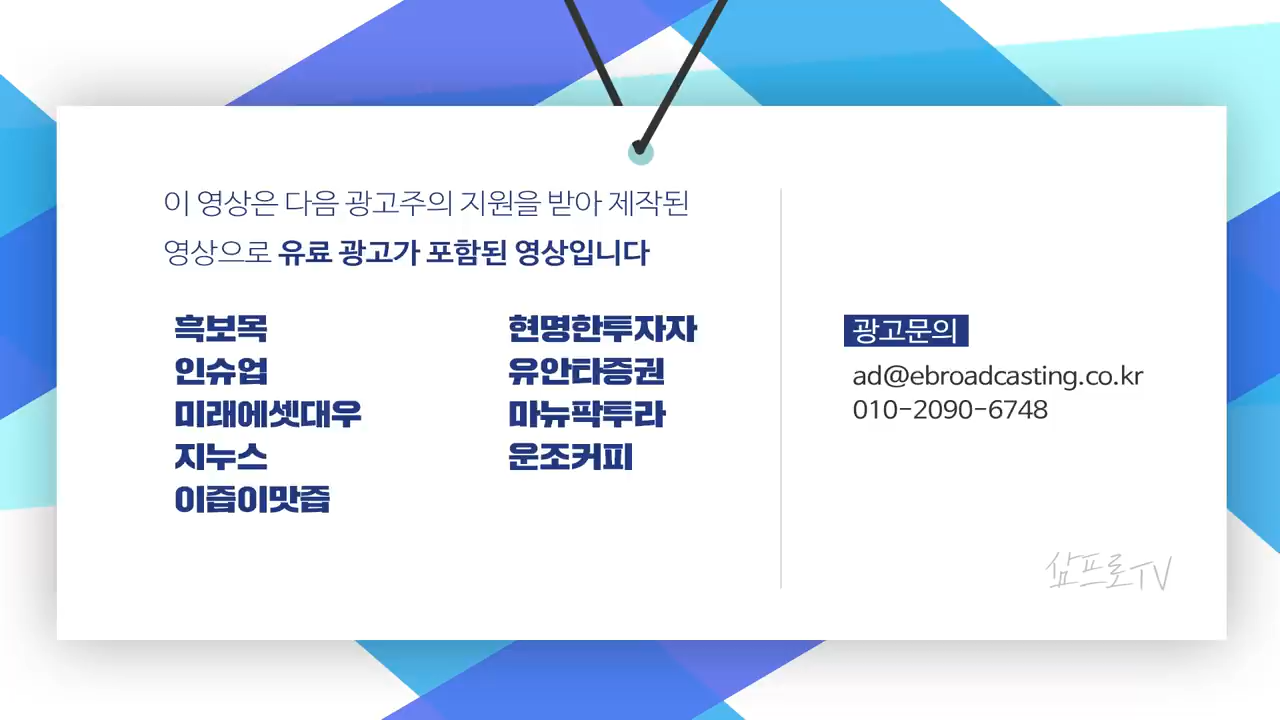 이 영상은 다음 광고주의 지원을 받아 제작된
영상으로 유료 광고가 포함된 영상입니다
흑보목
인슈업
미래에셋대우
지누스
이즙이맛즙
현명한투자자
유안타증권
마뉴팍투라
운조커피
광고문의
ad@ebroadcasting.co.kr
010-2090-6748
삼프로TV